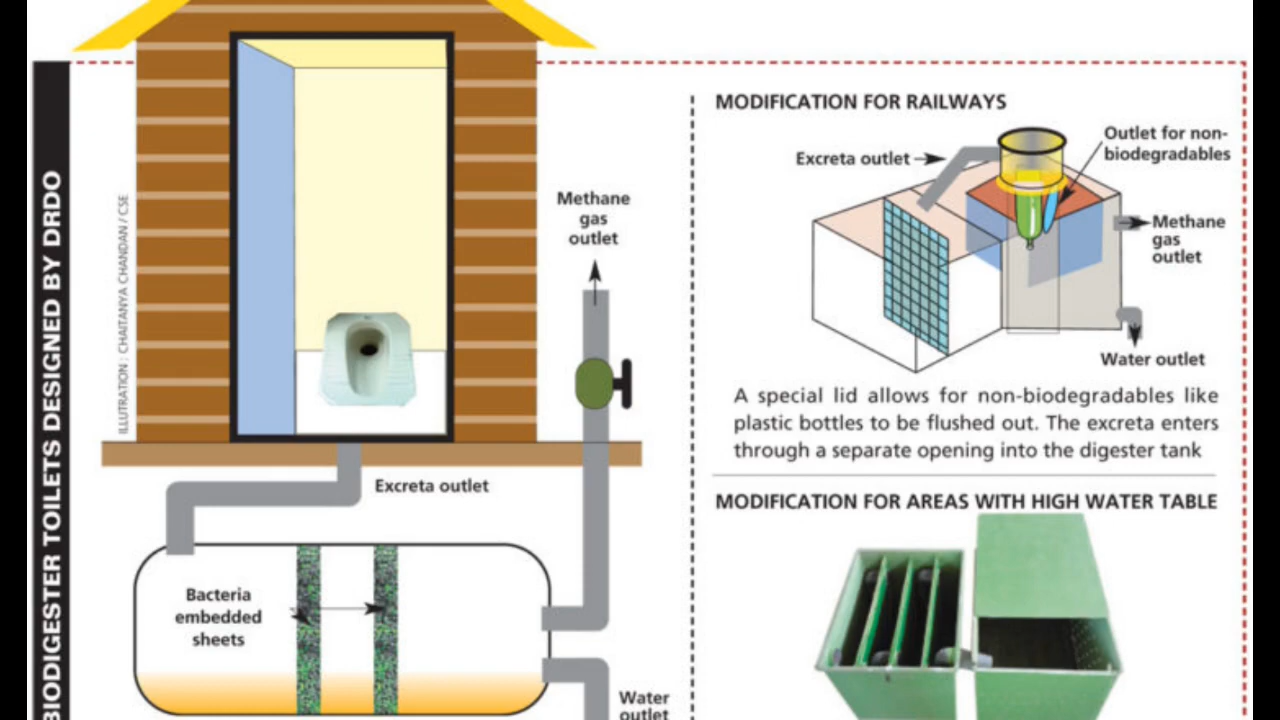 BIODIGESTER TOILETS DESIGNED BY DRDO
ILLUTRATION : CHAITANYA CHANDAN / CSE
Methane
gas
outlet
Excreta outlet
Bacteria
embedded
sheets
Water
outlet
MODIFICATION FOR RAILWAYS
Excreta outlet
Outlet for non-
biodegradables
Methane
gas
outlet
Water outlet
A special lid allows for non-biodegradables like
plastic bottles to be flushed out. The excreta enters
through a separate opening into the digester tank
MODIFICATION FOR AREAS WITH HIGH WATER TABLE